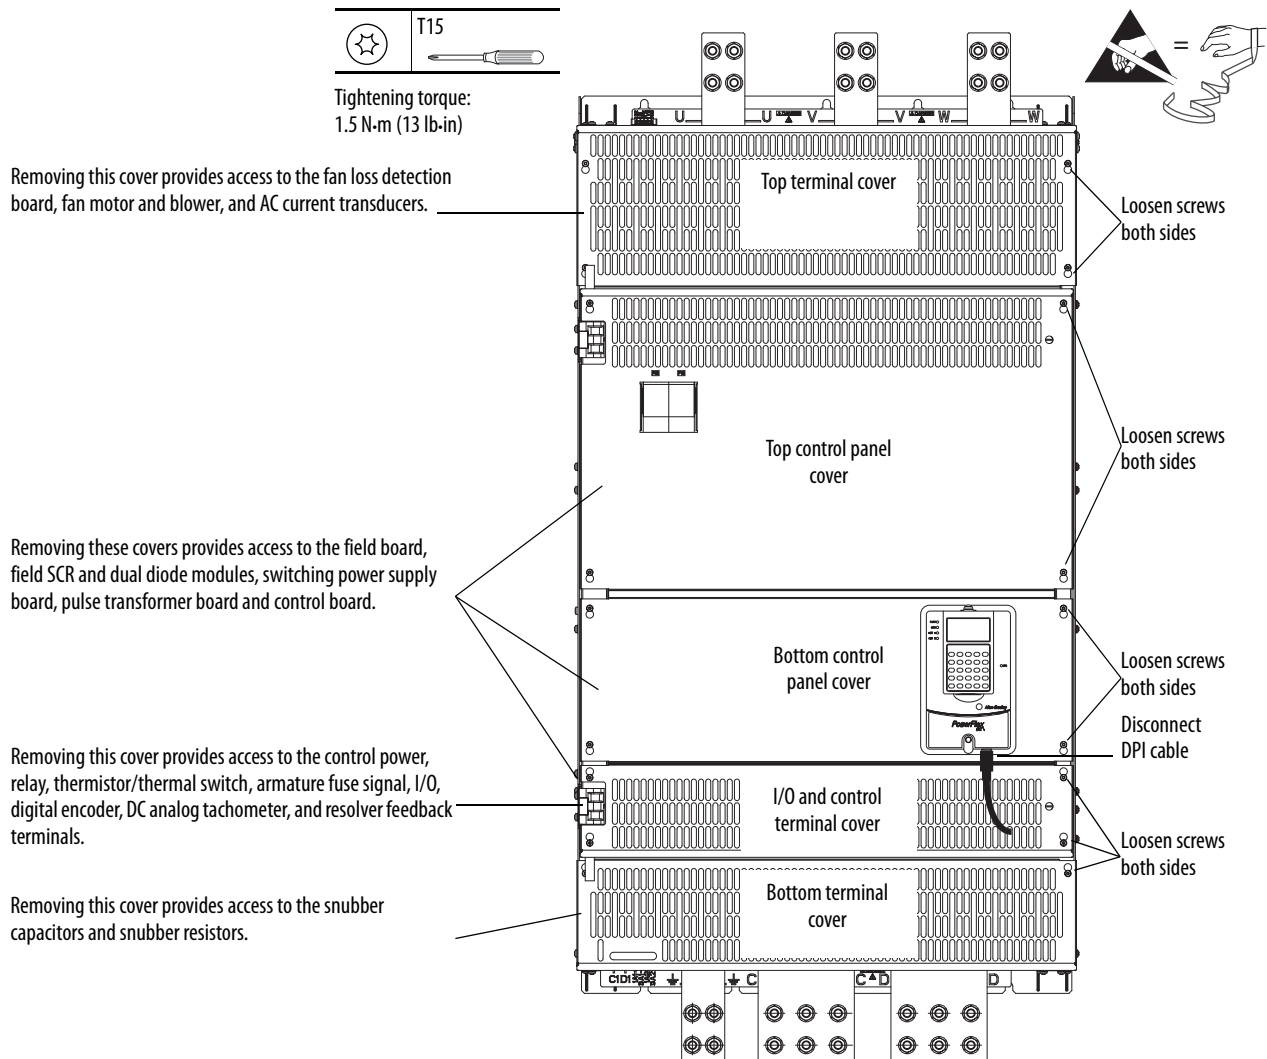 T15
Tightening torque:
1.5 N•m (13 lb•in)
=
U U V V W W
Removing this cover provides access to the fan loss detection
board, fan motor and blower, and AC current transducers.
Top terminal cover
Loosen screws
both sides
Top control panel
cover
Loosen screws
both sides
Removing these covers provides access to the field board,
field SCR and dual diode modules, switching power supply
board, pulse transformer board and control board.
Bottom control
panel cover
PowerFlex
Loosen screws
both sides
Disconnect
DPI cable
Removing this cover provides access to the control power,
relay, thermistor/thermal switch, armature fuse signal, I/O,
digital encoder, DC analog tachometer, and resolver feedback
terminals.
I/O and control
terminal cover
Loosen screws
both sides
Removing this cover provides access to the snubber
capacitors and snubber resistors.
Bottom terminal
cover
C1D1 C C D D